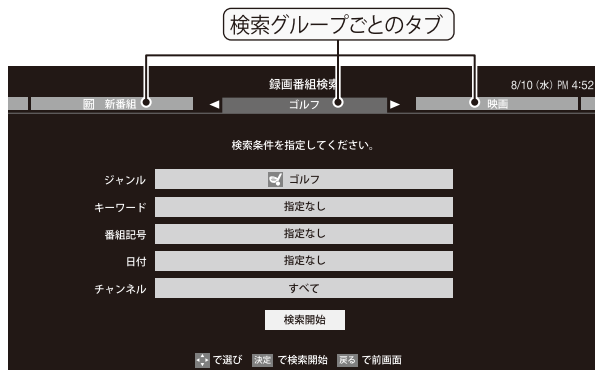 検索グループごとのタブ
録画番組検索
8/10 (水) PM 4:52
新 新番組 ◀ ゴルフ ▶ 映画
検索条件を指定してください。
ジャンル ゴルフ
キーワード 指定なし
番組記号 指定なし
日付 指定なし
チャンネル すべて
検索開始
で選び 決定 で検索開始 戻る で前画面